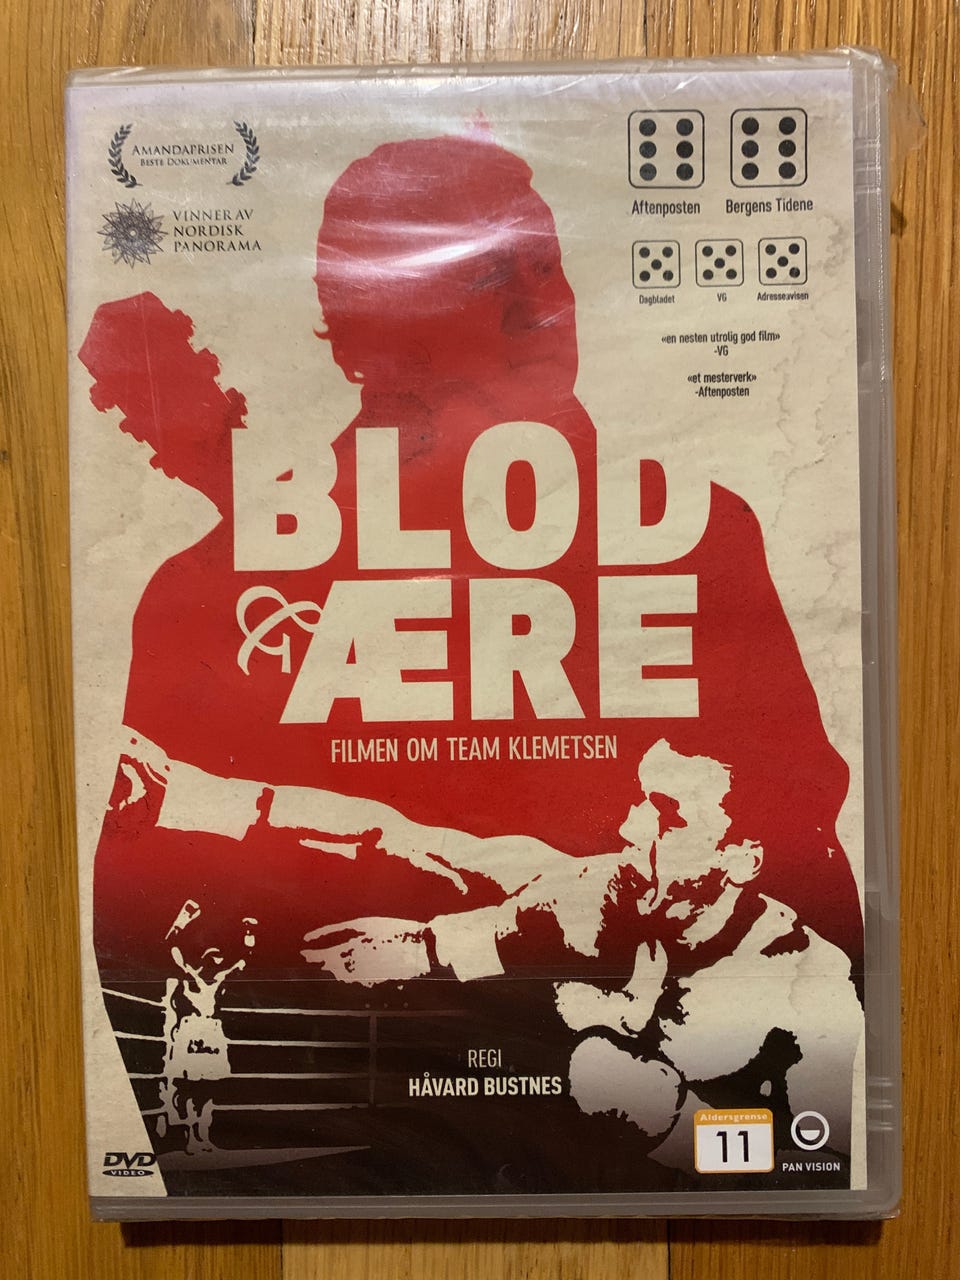 AMANDAPRISEN
BESTE DOKUMENTAR
VINNER AV
NORDISK
PANORAMA
Aftenposten
Bergens Tidene
Dagbladet
VG
Adresseavisen
«en nesten utrolig god film»
-VG
«et mesterverk»
-Aftenposten
BLOD
& ÆRE
FILMEN OM TEAM KLEMETSEN
REGI
HÅVARD BUSTNES
DVD
VIDEO
Aldersgrense
11
PAN VISION